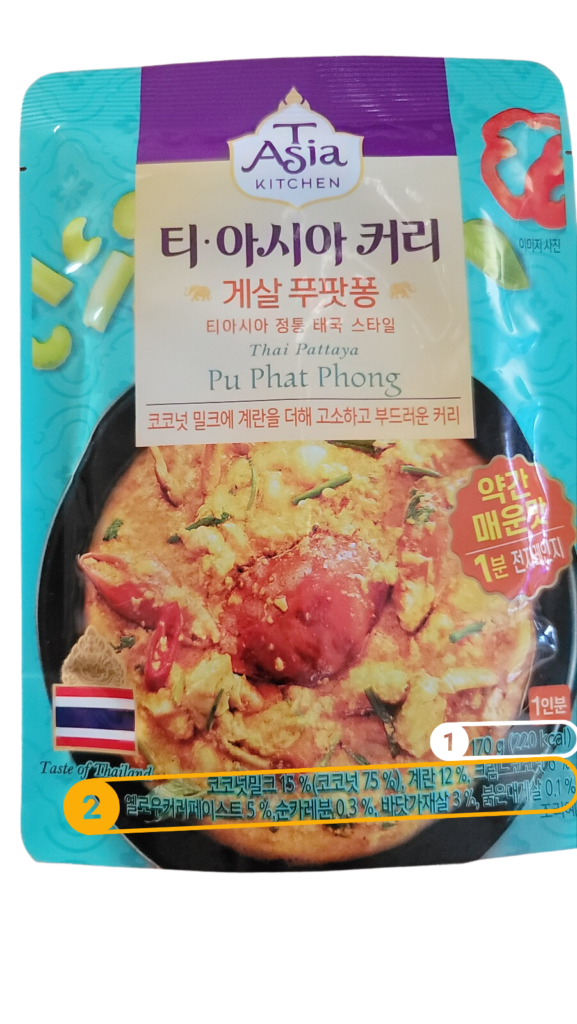 T
Asia
KITCHEN
티·아시아 커리
이미지 사진
게살 푸팟퐁
티아시아 정통 태국 스타일
Thai Pattaya
Pu Phat Phong
코코넛 밀크에 계란을 더해 고소하고 부드러운 커리
약간
매운맛
1분 전자레인지
1인분
1
170 g (220 kcal)
Taste of Thailand
코코넛밀크 15 % (코코넛 75 %), 계란 12 %,
2
옐로우커리페이스트 5 %, 순카레분 0.3 %, 바닷가재살 3 %, 붉은대게살 0.1 %